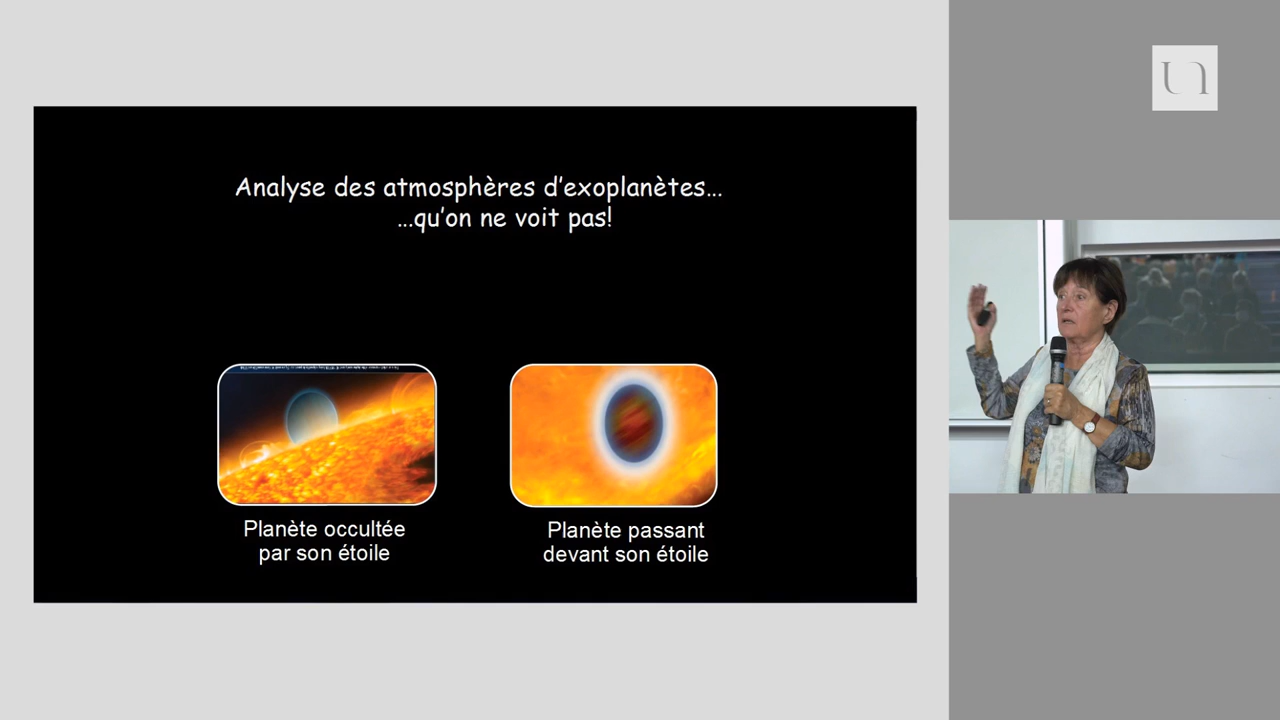 Analyse des atmosphères d'exoplanètes...
...qu'on ne voit pas!
Planète occultée
par son étoile
Planète passant
devant son étoile